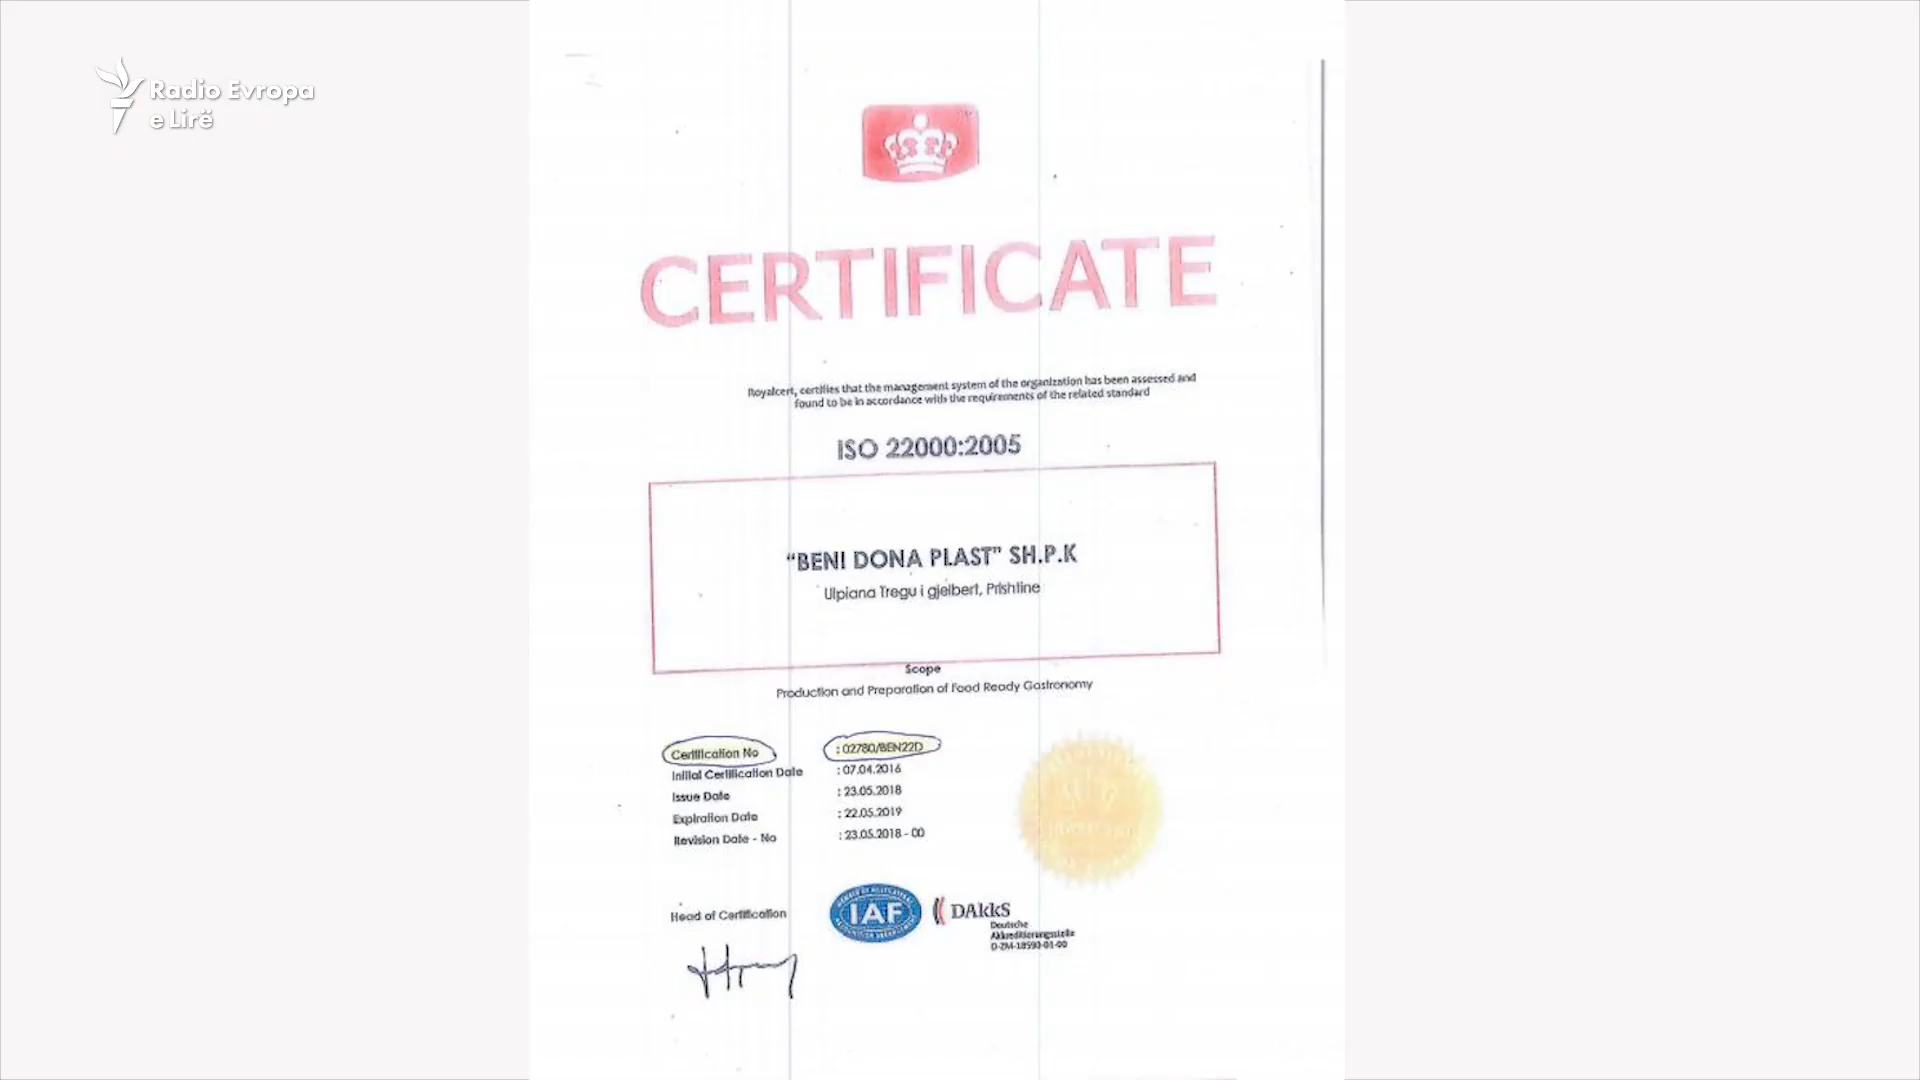 Radio Evropa
e Lirë
CERTIFICATE
Royalcert, certifies that the management system of the organization has been assessed and
found to be in accordance with the requirements of the related standard
ISO 22000:2005
“BENI DONA PLAST” SH.P.K
Ulpiana Tregu i gjelbert, Prishtine
Scope
Production and Preparation of Food Ready Gastronomy
Certification No : 02780/BEN22D
Initial Certification Date : 07.04.2016
Issue Date : 23.05.2018
Expiration Date : 22.05.2019
Revision Date - No : 23.05.2018 - 00
Head of Certification
IAF
DAkkS
Deutsche
Akkreditierungsstelle
D-ZM-18593-01-00